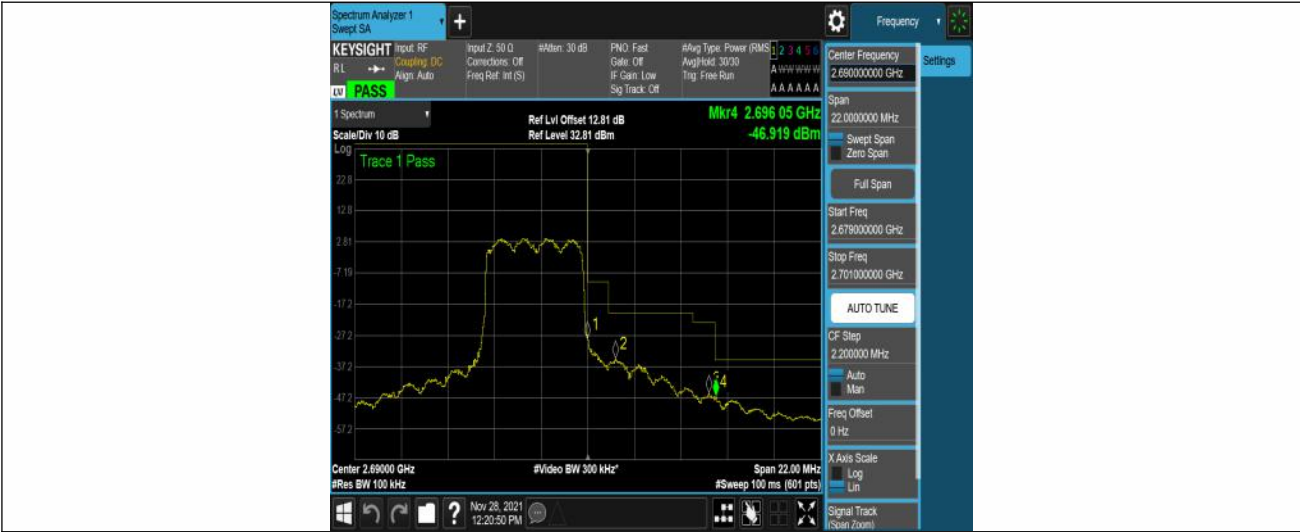 Spectrum Analyzer 1
Swept SA
+
Frequency
KEYSIGHT
RL
Input: RF
Coupling: DC
Align: Auto
Input Z: 50 Ω
Corrections: Off
Freq Ref: Int (S)
#Atten: 30 dB
PNO: Fast
Gate: Off
IF Gain: Low
Sig Track: Off
#Avg Type: Power (RMS
Avg|Hold: 30/30
Trig: Free Run
1 2 3 4 5 6
A W W W W W
A A A A A A
PASS
1 Spectrum
Scale/Div 10 dB
Log
Ref Lvl Offset 12.81 dB
Ref Level 32.81 dBm
Mkr4 2.696 05 GHz
-46.919 dBm
Trace 1 Pass
22.8
12.8
2.81
-7.19
-17.2
-27.2
-37.2
-47.2
-57.2
1
2
4
Center 2.69000 GHz
#Res BW 100 kHz
#Video BW 300 kHz*
Span 22.00 MHz
#Sweep 100 ms (601 pts)
Center Frequency
2.690000000 GHz
Settings
Span
22.0000000 MHz
Swept Span
Zero Span
Full Span
Start Freq
2.679000000 GHz
Stop Freq
2.701000000 GHz
AUTO TUNE
CF Step
2.200000 MHz
Auto
Man
Freq Offset
0 Hz
X Axis Scale
Log
Lin
Signal Track
(Span Zoom)
?
Nov 28, 2021
12:20:50 PM